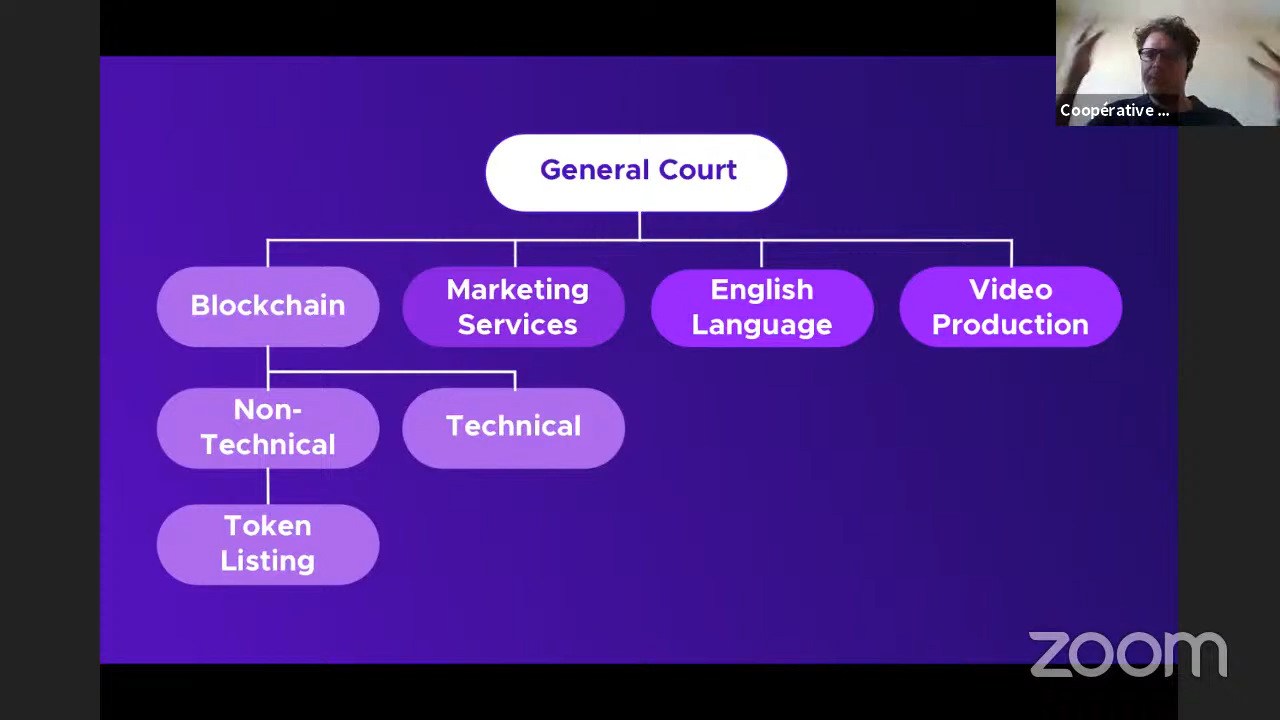 Coopérative ...
General Court
Blockchain
Marketing
Services
English
Language
Video
Production
Non-
Technical
Technical
Token
Listing
zoom